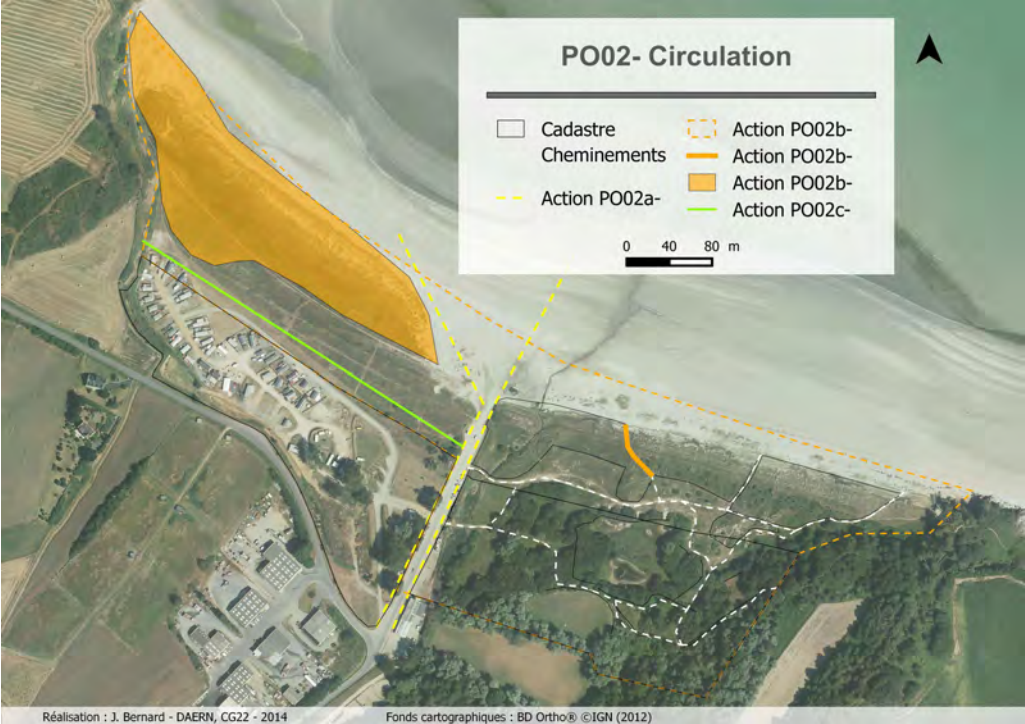 PO02- Circulation
Cadastre
Cheminements
Action PO02a-
Action PO02b-
Action PO02b-
Action PO02b-
Action PO02c-
0 40 80 m
Réalisation : J. Bernard - DAERN, CG22 - 2014
Fonds cartographiques : BD Ortho® ©IGN (2012)